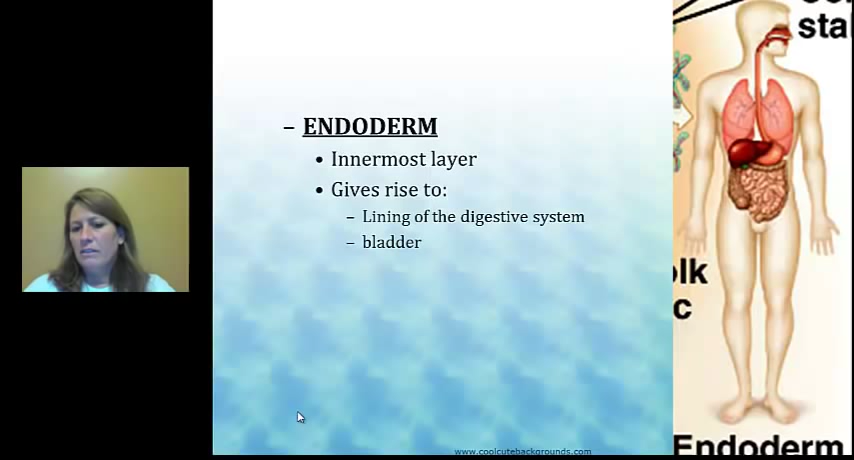 – ENDODERM
• Innermost layer
• Gives rise to:
– Lining of the digestive system
– bladder
www.coolcutebackgrounds.com
Endoderm